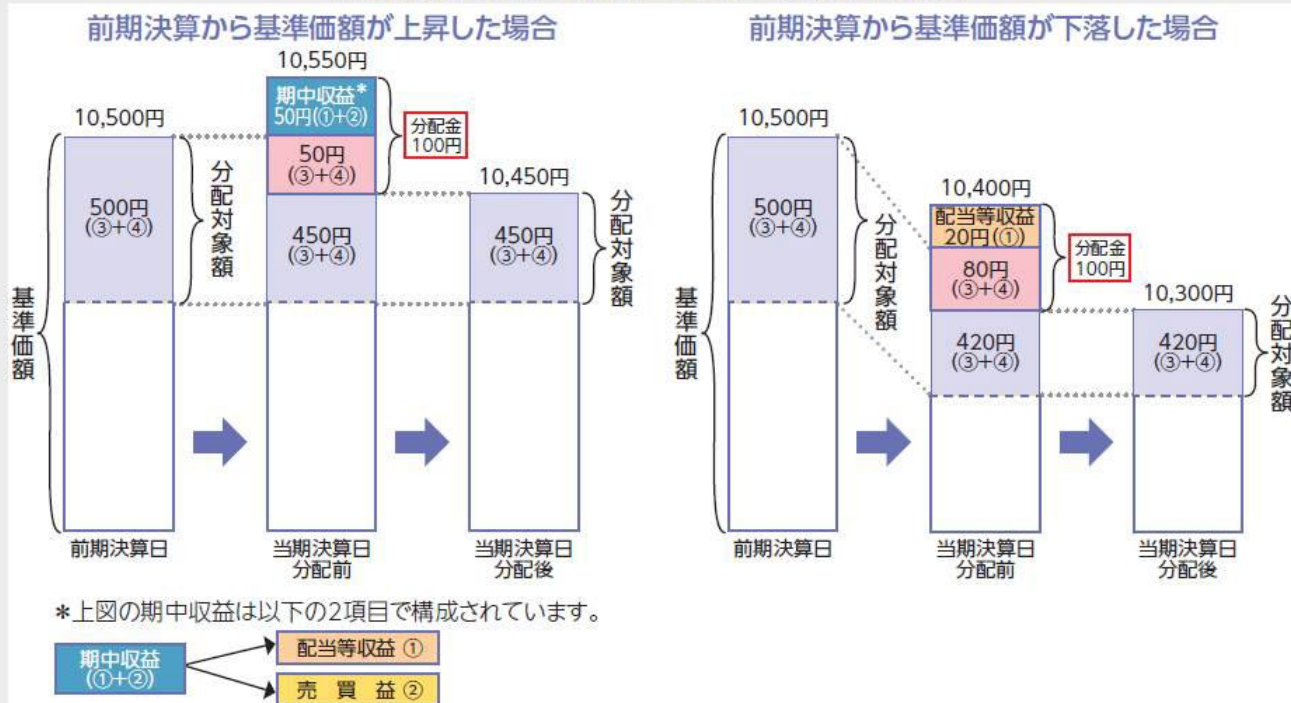 前期決算から基準価額が上昇した場合
10,500円
10,550円
期中収益*
50円(①+②)
分配金
100円
50円
(③+④)
10,450円
500円
(③+④)
分配対象額
450円
(③+④)
450円
(③+④)
分配対象額
基準価額
前期決算日
当期決算日
分配前
当期決算日
分配後
前期決算から基準価額が下落した場合
10,500円
10,400円
配当等収益
20円(①)
分配金
100円
80円
(③+④)
10,300円
500円
(③+④)
分配対象額
420円
(③+④)
420円
(③+④)
分配対象額
基準価額
前期決算日
当期決算日
分配前
当期決算日
分配後
*上図の期中収益は以下の2項目で構成されています。
期中収益
(①+②)
配当等収益 ①
売 買 益 ②